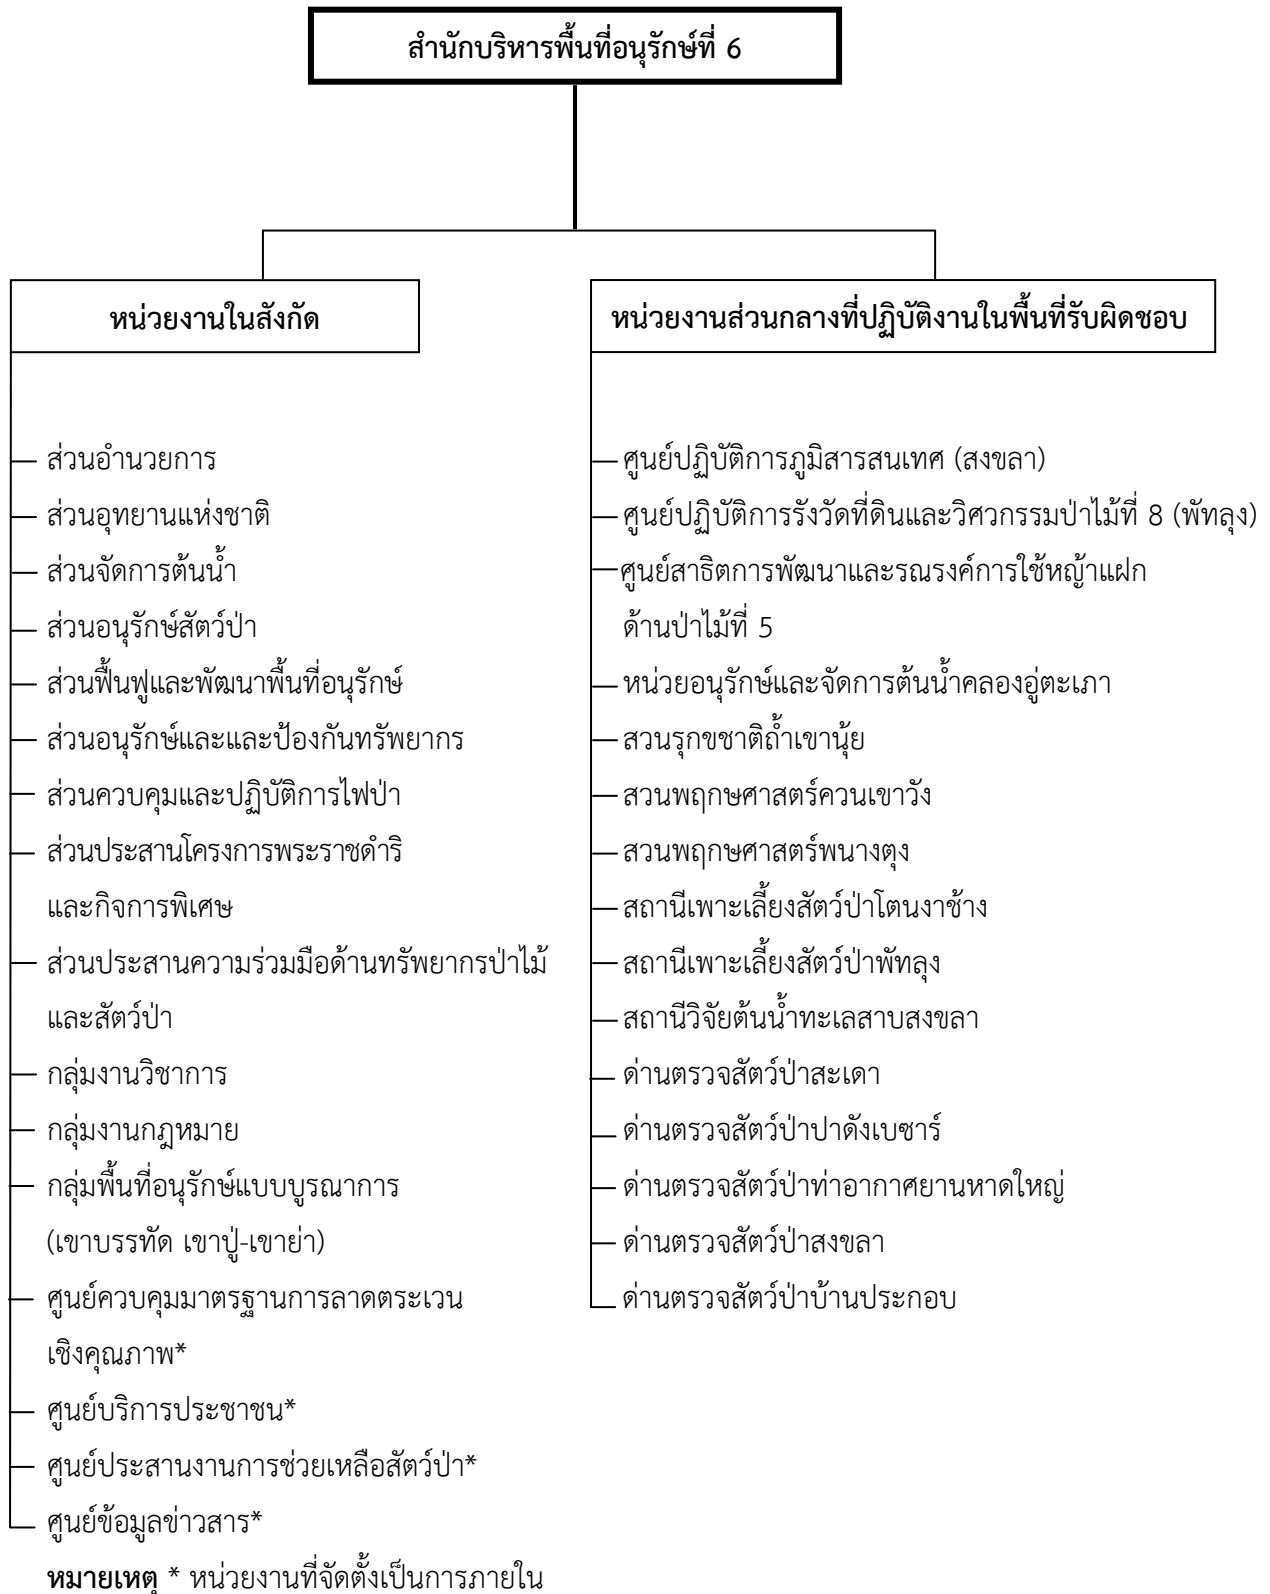 สำนักบริหารพื้นที่อนุรักษ์ที่ 6
หน่วยงานในสังกัด
ส่วนอำนวยการ
ส่วนอุทยานแห่งชาติ
ส่วนจัดการต้นน้ำ
ส่วนอนุรักษ์สัตว์ป่า
ส่วนฟื้นฟูและพัฒนาพื้นที่อนุรักษ์
ส่วนอนุรักษ์และและป้องกันทรัพยากร
ส่วนควบคุมและปฏิบัติการไฟป่า
ส่วนประสานโครงการพระราชดำริ
และกิจการพิเศษ
ส่วนประสานความร่วมมือด้านทรัพยากรป่าไม้
และสัตว์ป่า
กลุ่มงานวิชาการ
กลุ่มงานกฎหมาย
กลุ่มพื้นที่อนุรักษ์แบบบูรณาการ
(เขาบรรทัด เขาปู่-เขาย่า)
ศูนย์ควบคุมมาตรฐานการลาดตระเวน
เชิงคุณภาพ*
ศูนย์บริการประชาชน*
ศูนย์ประสานงานการช่วยเหลือสัตว์ป่า*
ศูนย์ข้อมูลข่าวสาร*
หมายเหตุ * หน่วยงานที่จัดตั้งเป็นการภายใน
หน่วยงานส่วนกลางที่ปฏิบัติงานในพื้นที่รับผิดชอบ
ศูนย์ปฏิบัติการภูมิสารสนเทศ (สงขลา)
ศูนย์ปฏิบัติการรังวัดที่ดินและวิศวกรรมป่าไม้ที่ 8 (พัทลุง)
ศูนย์สาธิตการพัฒนาและรณรงค์การใช้หญ้าแฝก
ด้านป่าไม้ที่ 5
หน่วยอนุรักษ์และจัดการต้นน้ำคลองอู่ตะเภา
สวนรุกขชาติถ้ำเขานุ้ย
สวนพฤกษศาสตร์ควนเขาวัง
สวนพฤกษศาสตร์พนางตุง
สถานีเพาะเลี้ยงสัตว์ป่าโตนงาช้าง
สถานีเพาะเลี้ยงสัตว์ป่าพัทลุง
สถานีวิจัยต้นน้ำทะเลสาบสงขลา
ด่านตรวจสัตว์ป่าสะเดา
ด่านตรวจสัตว์ป่าปาดังเบซาร์
ด่านตรวจสัตว์ป่าท่าอากาศยานหาดใหญ่
ด่านตรวจสัตว์ป่าสงขลา
ด่านตรวจสัตว์ป่าบ้านประกอบ